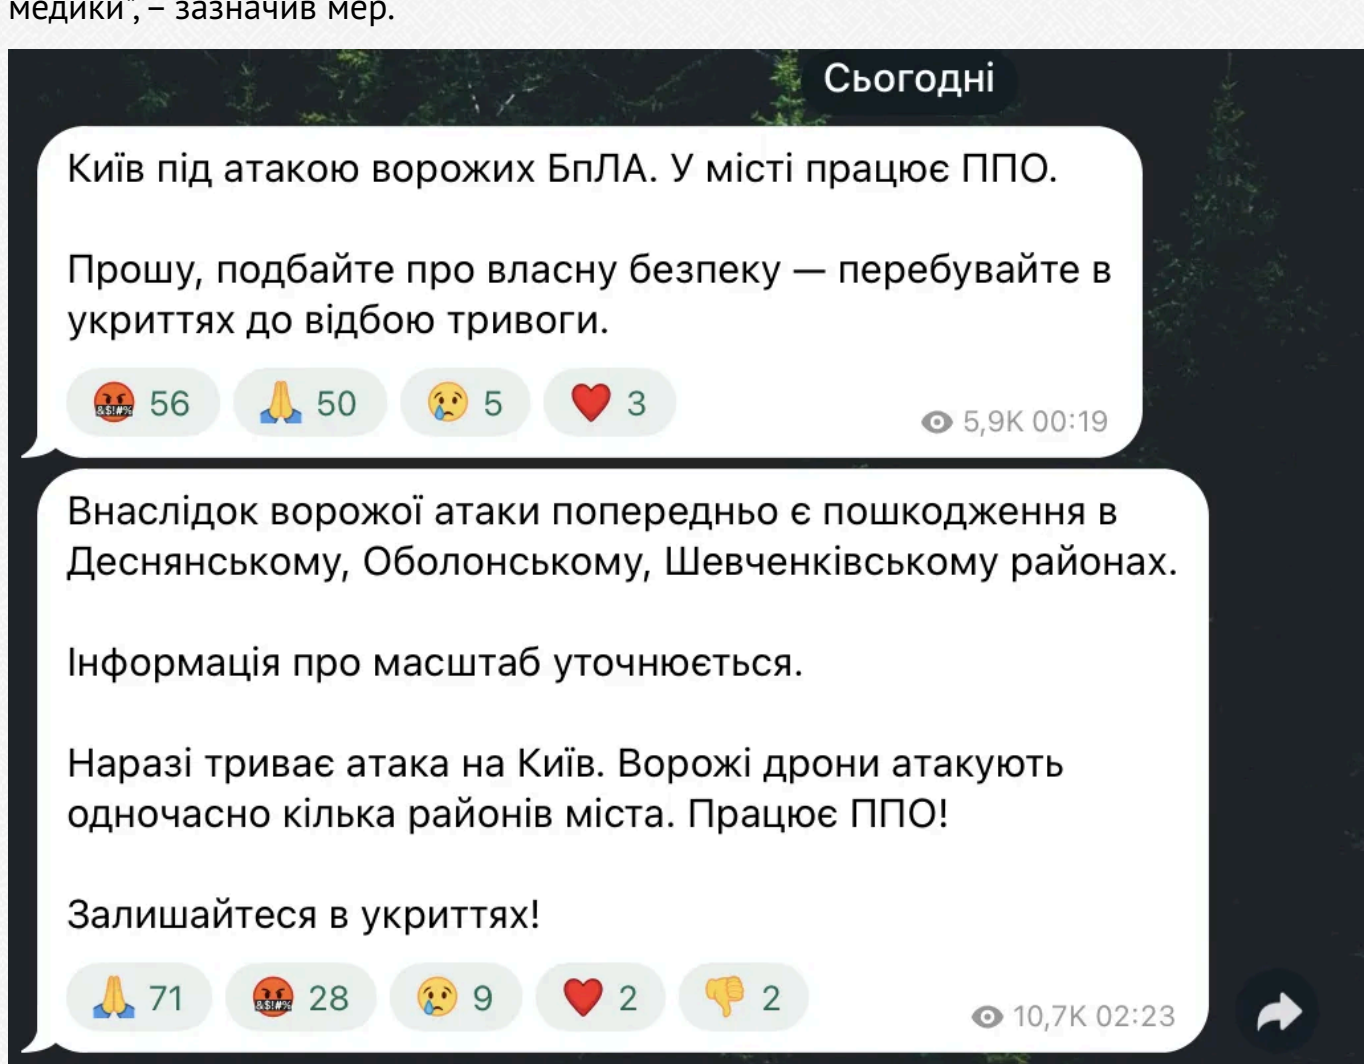 медики", – зазначив мер.
Сьогодні
Київ під атакою ворожих БпЛА. У місті працює ППО.
Прошу, подбайте про власну безпеку — перебувайте в
укриттях до відбою тривоги.
56 50 5 3
5,9K 00:19
Внаслідок ворожої атаки попередньо є пошкодження в
Деснянському, Оболонському, Шевченківському районах.
Інформація про масштаб уточнюється.
Наразі триває атака на Київ. Ворожі дрони атакують
одночасно кілька районів міста. Працює ППО!
Залишайтеся в укриттях!
71 28 9 2 2
10,7K 02:23